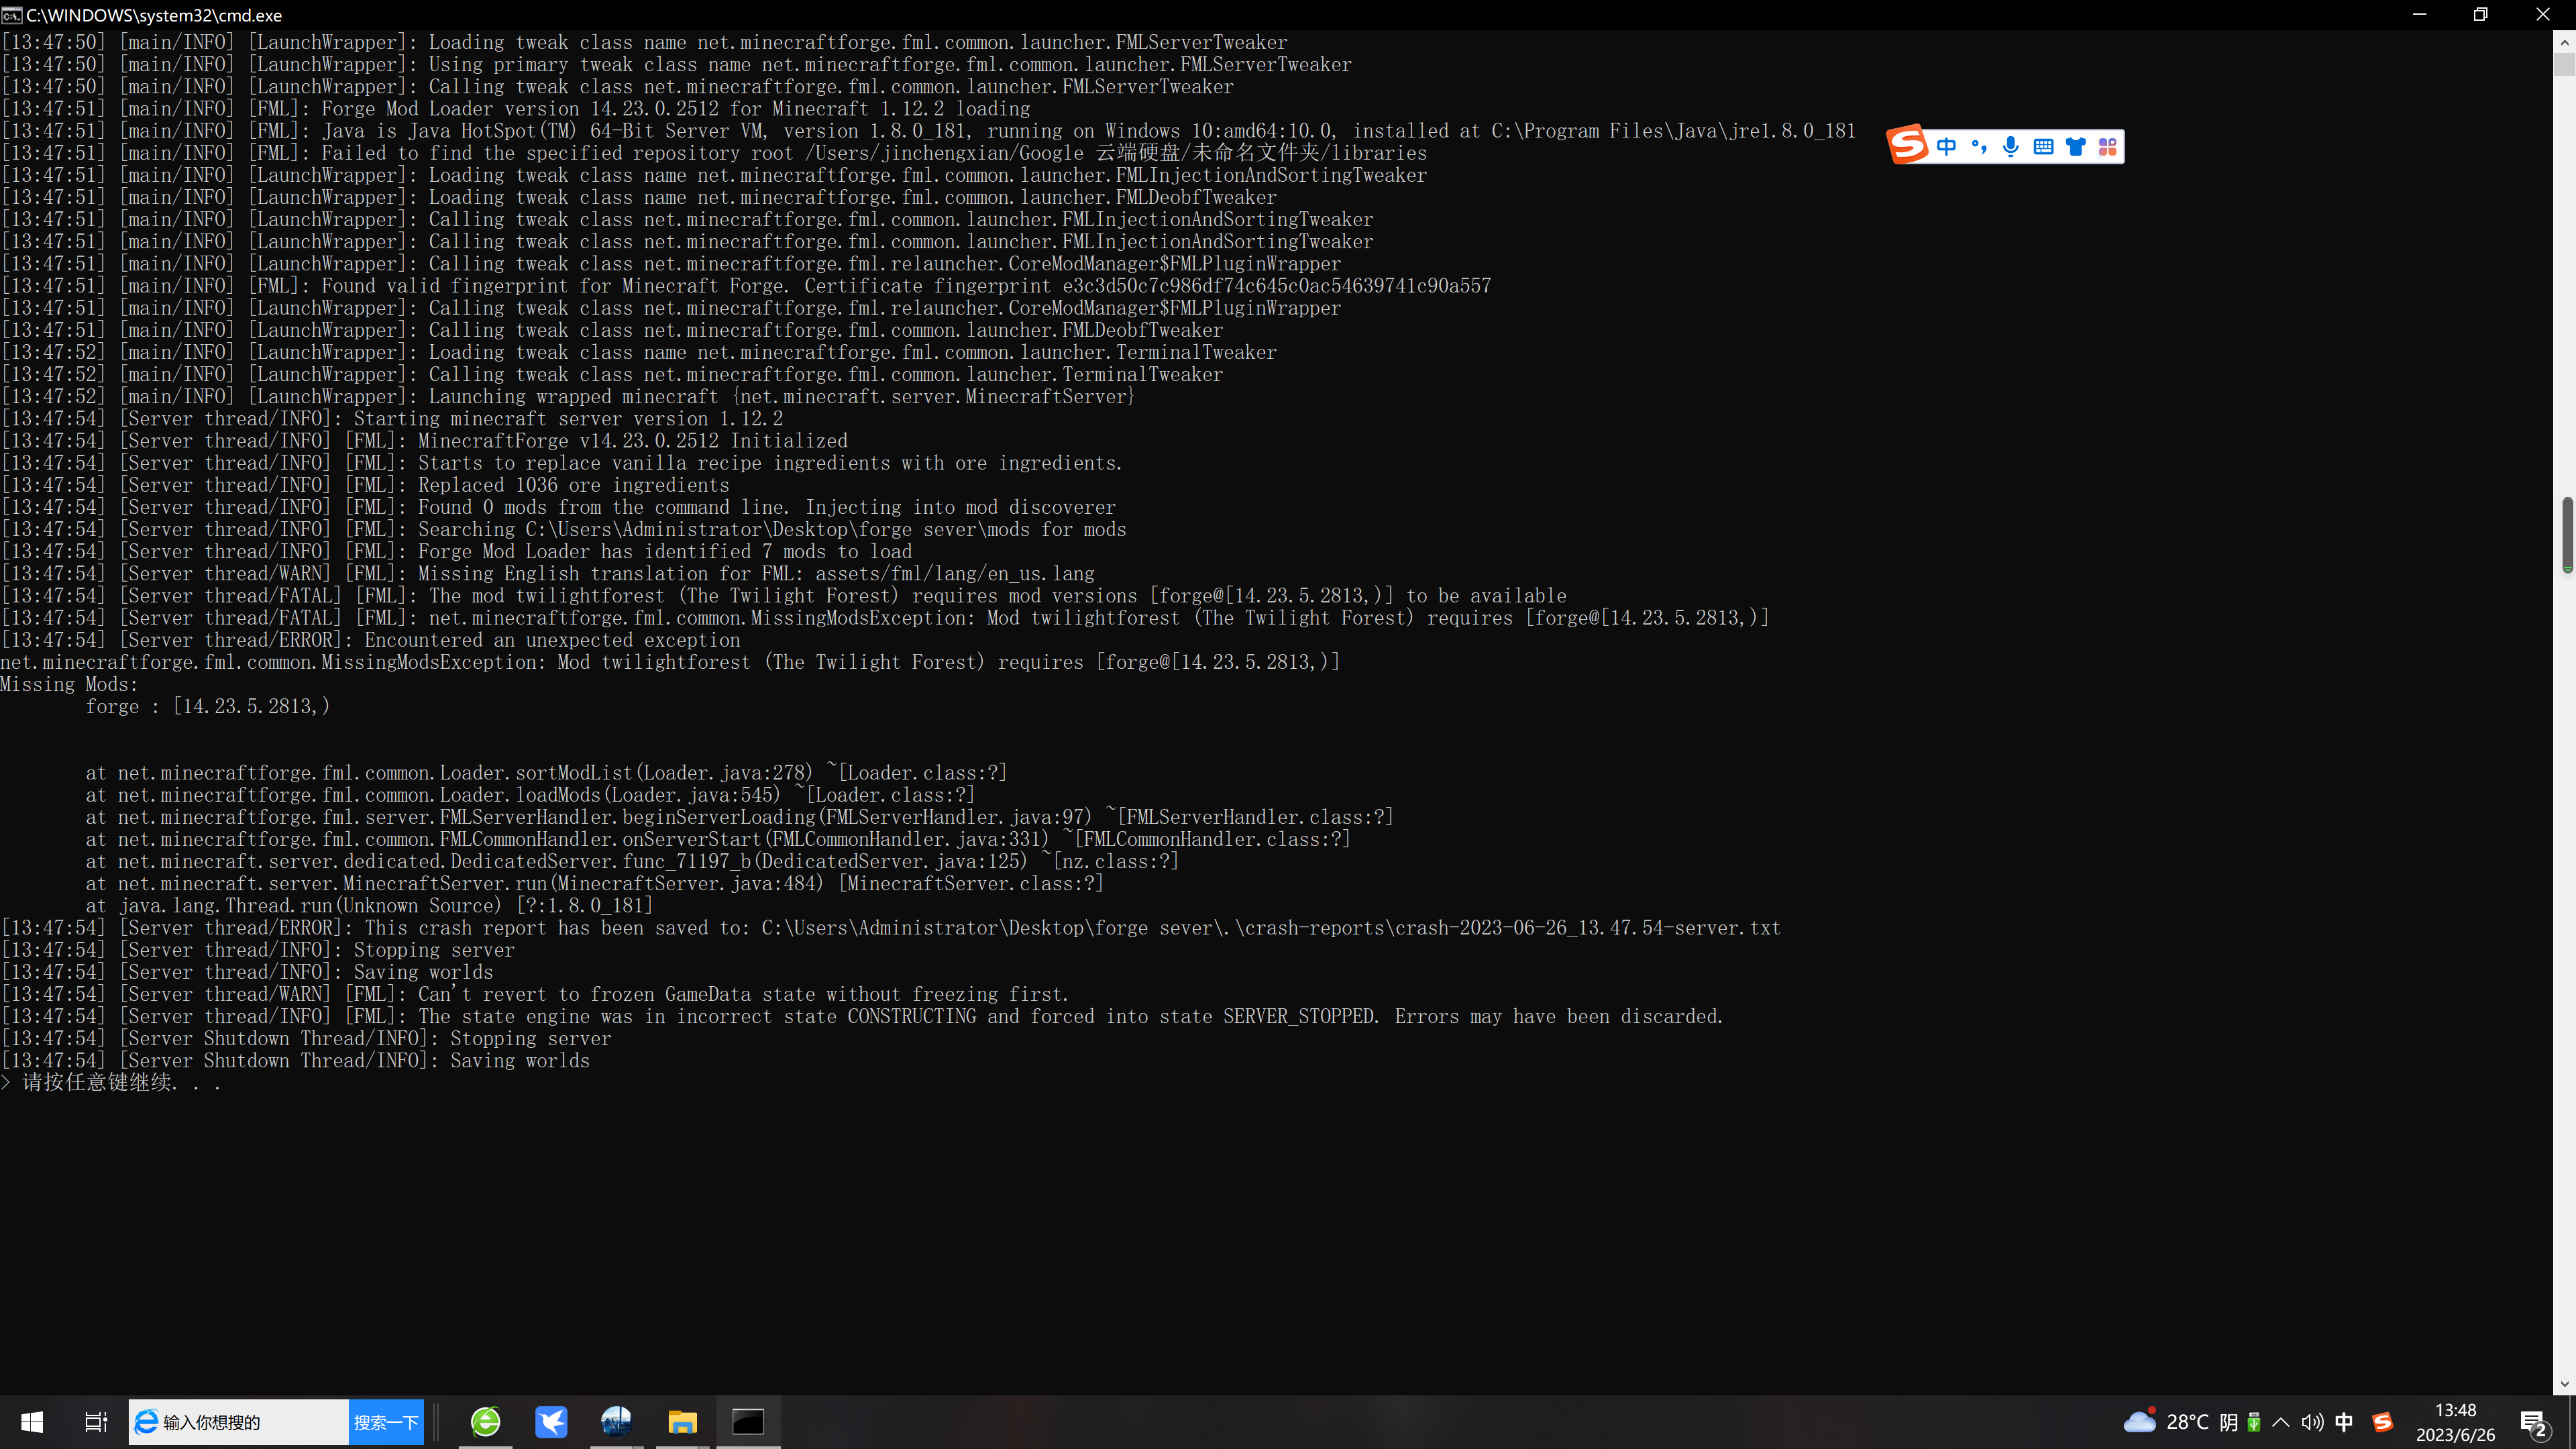 C:\WINDOWS\system32\cmd.exe
[13:47:50] [main/INFO] [LaunchWrapper]: Loading tweak class name net.minecraftforge.fml.common.launcher.FMLServerTweaker
[13:47:50] [main/INFO] [LaunchWrapper]: Using primary tweak class name net.minecraftforge.fml.common.launcher.FMLServerTweaker
[13:47:50] [main/INFO] [LaunchWrapper]: Calling tweak class net.minecraftforge.fml.common.launcher.FMLServerTweaker
[13:47:51] [main/INFO] [FML]: Forge Mod Loader version 14.23.0.2512 for Minecraft 1.12.2 loading
[13:47:51] [main/INFO] [FML]: Java is Java HotSpot(TM) 64-Bit Server VM, version 1.8.0_181, running on Windows 10:amd64:10.0, installed at C:\Program Files\Java\jre1.8.0_181
[13:47:51] [main/INFO] [FML]: Failed to find the specified repository root /Users/jinchengxian/Google 云端硬盘/未命名文件夹/libraries
[13:47:51] [main/INFO] [LaunchWrapper]: Loading tweak class name net.minecraftforge.fml.common.launcher.FMLInjectionAndSortingTweaker
[13:47:51] [main/INFO] [LaunchWrapper]: Loading tweak class name net.minecraftforge.fml.common.launcher.FMLDeobfTweaker
[13:47:51] [main/INFO] [LaunchWrapper]: Calling tweak class net.minecraftforge.fml.common.launcher.FMLInjectionAndSortingTweaker
[13:47:51] [main/INFO] [LaunchWrapper]: Calling tweak class net.minecraftforge.fml.common.launcher.FMLInjectionAndSortingTweaker
[13:47:51] [main/INFO] [LaunchWrapper]: Calling tweak class net.minecraftforge.fml.relauncher.CoreModManager$FMLPluginWrapper
[13:47:51] [main/INFO] [FML]: Found valid fingerprint for Minecraft Forge. Certificate fingerprint e3c3d50c7c986df74c645c0ac54639741c90a557
[13:47:51] [main/INFO] [LaunchWrapper]: Calling tweak class net.minecraftforge.fml.relauncher.CoreModManager$FMLPluginWrapper
[13:47:51] [main/INFO] [LaunchWrapper]: Calling tweak class net.minecraftforge.fml.common.launcher.FMLDeobfTweaker
[13:47:52] [main/INFO] [LaunchWrapper]: Loading tweak class name net.minecraftforge.fml.common.launcher.TerminalTweaker
[13:47:52] [main/INFO] [LaunchWrapper]: Calling tweak class net.minecraftforge.fml.common.launcher.TerminalTweaker
[13:47:52] [main/INFO] [LaunchWrapper]: Launching wrapped minecraft {net.minecraft.server.MinecraftServer}
[13:47:54] [Server thread/INFO]: Starting minecraft server version 1.12.2
[13:47:54] [Server thread/INFO] [FML]: MinecraftForge v14.23.0.2512 Initialized
[13:47:54] [Server thread/INFO] [FML]: Starts to replace vanilla recipe ingredients with ore ingredients.
[13:47:54] [Server thread/INFO] [FML]: Replaced 1036 ore ingredients
[13:47:54] [Server thread/INFO] [FML]: Found 0 mods from the command line. Injecting into mod discoverer
[13:47:54] [Server thread/INFO] [FML]: Searching C:\Users\Administrator\Desktop\forge sever\mods for mods
[13:47:54] [Server thread/INFO] [FML]: Forge Mod Loader has identified 7 mods to load
[13:47:54] [Server thread/WARN] [FML]: Missing English translation for FML: assets/fml/lang/en_us.lang
[13:47:54] [Server thread/FATAL] [FML]: The mod twilightforest (The Twilight Forest) requires mod versions [forge@[14.23.5.2813,)] to be available
[13:47:54] [Server thread/FATAL] [FML]: net.minecraftforge.fml.common.MissingModsException: Mod twilightforest (The Twilight Forest) requires [forge@[14.23.5.2813,)]
[13:47:54] [Server thread/ERROR]: Encountered an unexpected exception
net.minecraftforge.fml.common.MissingModsException: Mod twilightforest (The Twilight Forest) requires [forge@[14.23.5.2813,)]
Missing Mods:
forge : [14.23.5.2813,)
at net.minecraftforge.fml.common.Loader.sortModList(Loader.java:278) ~[Loader.class:?]
at net.minecraftforge.fml.common.Loader.loadMods(Loader.java:545) ~[Loader.class:?]
at net.minecraftforge.fml.server.FMLServerHandler.beginServerLoading(FMLServerHandler.java:97) ~[FMLServerHandler.class:?]
at net.minecraftforge.fml.common.FMLCommonHandler.onServerStart(FMLCommonHandler.java:331) ~[FMLCommonHandler.class:?]
at net.minecraft.server.dedicated.DedicatedServer.func_71197_b(DedicatedServer.java:125) ~[nz.class:?]
at net.minecraft.server.MinecraftServer.run(MinecraftServer.java:484) [MinecraftServer.class:?]
at java.lang.Thread.run(Unknown Source) [?:1.8.0_181]
[13:47:54] [Server thread/ERROR]: This crash report has been saved to: C:\Users\Administrator\Desktop\forge sever\.\crash-reports\crash-2023-06-26_13.47.54-server.txt
[13:47:54] [Server thread/INFO]: Stopping server
[13:47:54] [Server thread/INFO]: Saving worlds
[13:47:54] [Server thread/WARN] [FML]: Can't revert to frozen GameData state without freezing first.
[13:47:54] [Server thread/INFO] [FML]: The state engine was in incorrect state CONSTRUCTING and forced into state SERVER_STOPPED. Errors may have been discarded.
[13:47:54] [Server Shutdown Thread/INFO]: Stopping server
[13:47:54] [Server Shutdown Thread/INFO]: Saving worlds
> 请按任意键继续. . .
中
输入你想搜的 搜索一下
28°C 阴 中 13:48
2023/6/26
2